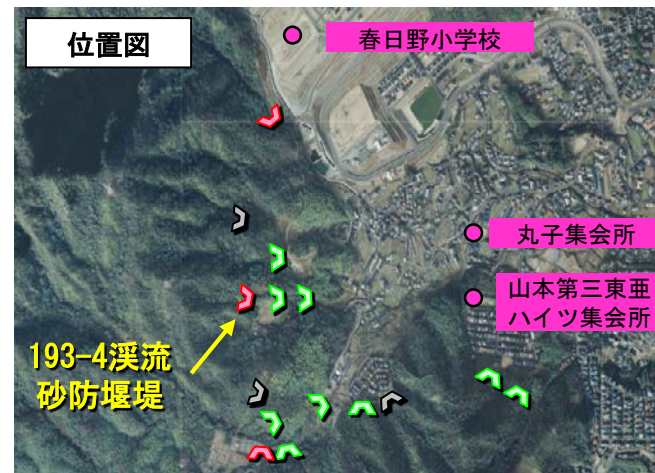 位置図
春日野小学校
丸子集会所
山本第三東亜
ハイツ集会所
193-4渓流
砂防堰堤